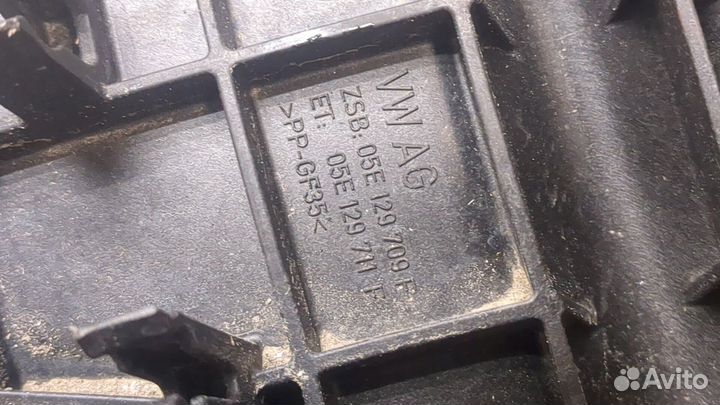 VW AG
ZSB: 05E 129 709 F
ET: 05E 129 711 F
>PP-GF35<
Avito